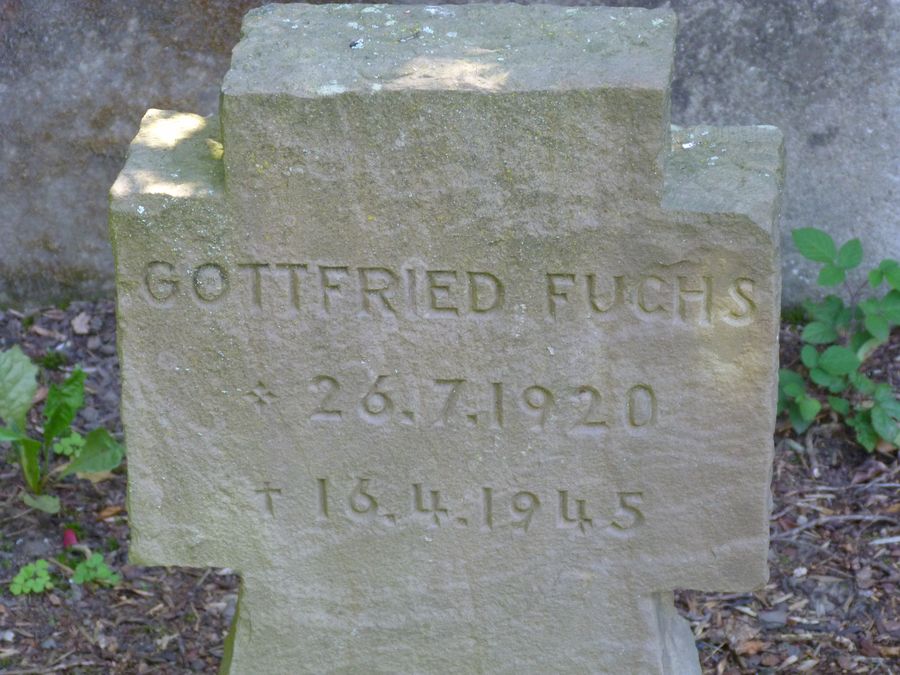 GOTTFRIED FUCHS
* 26.7.1920
† 16.4.1945